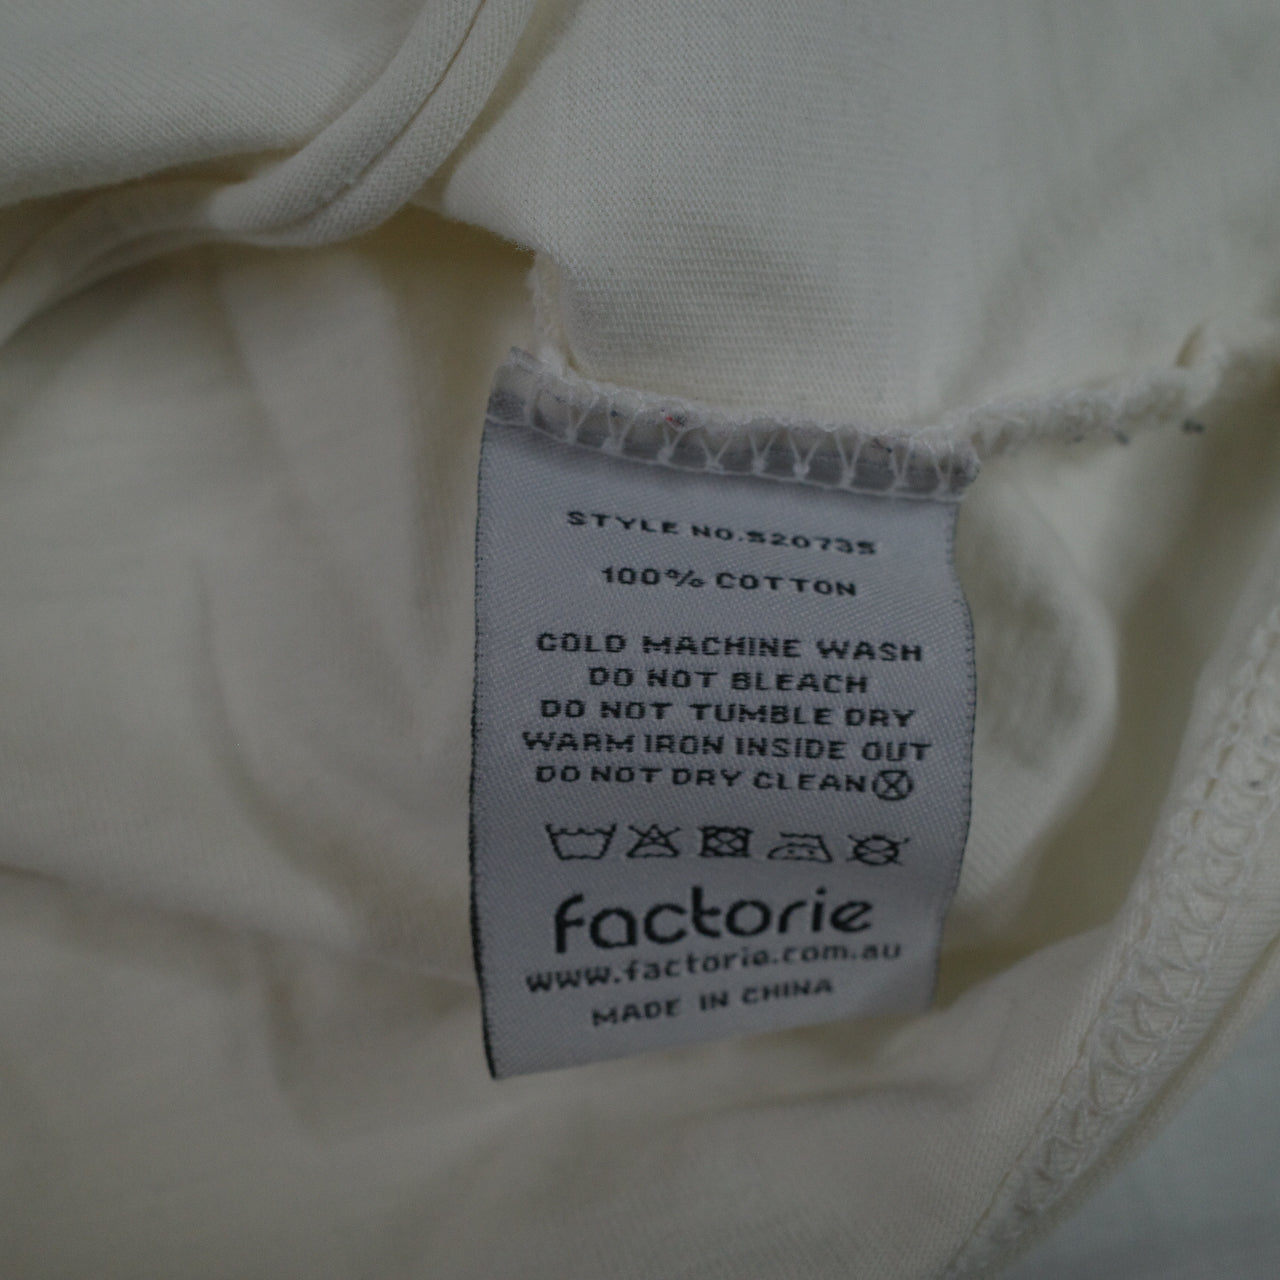 STYLE NO.520735
100% COTTON
COLD MACHINE WASH
DO NOT BLEACH
DO NOT TUMBLE DRY
WARM IRON INSIDE OUT
DO NOT DRY CLEAN
factorie
www.factorie.com.au
MADE IN CHINA